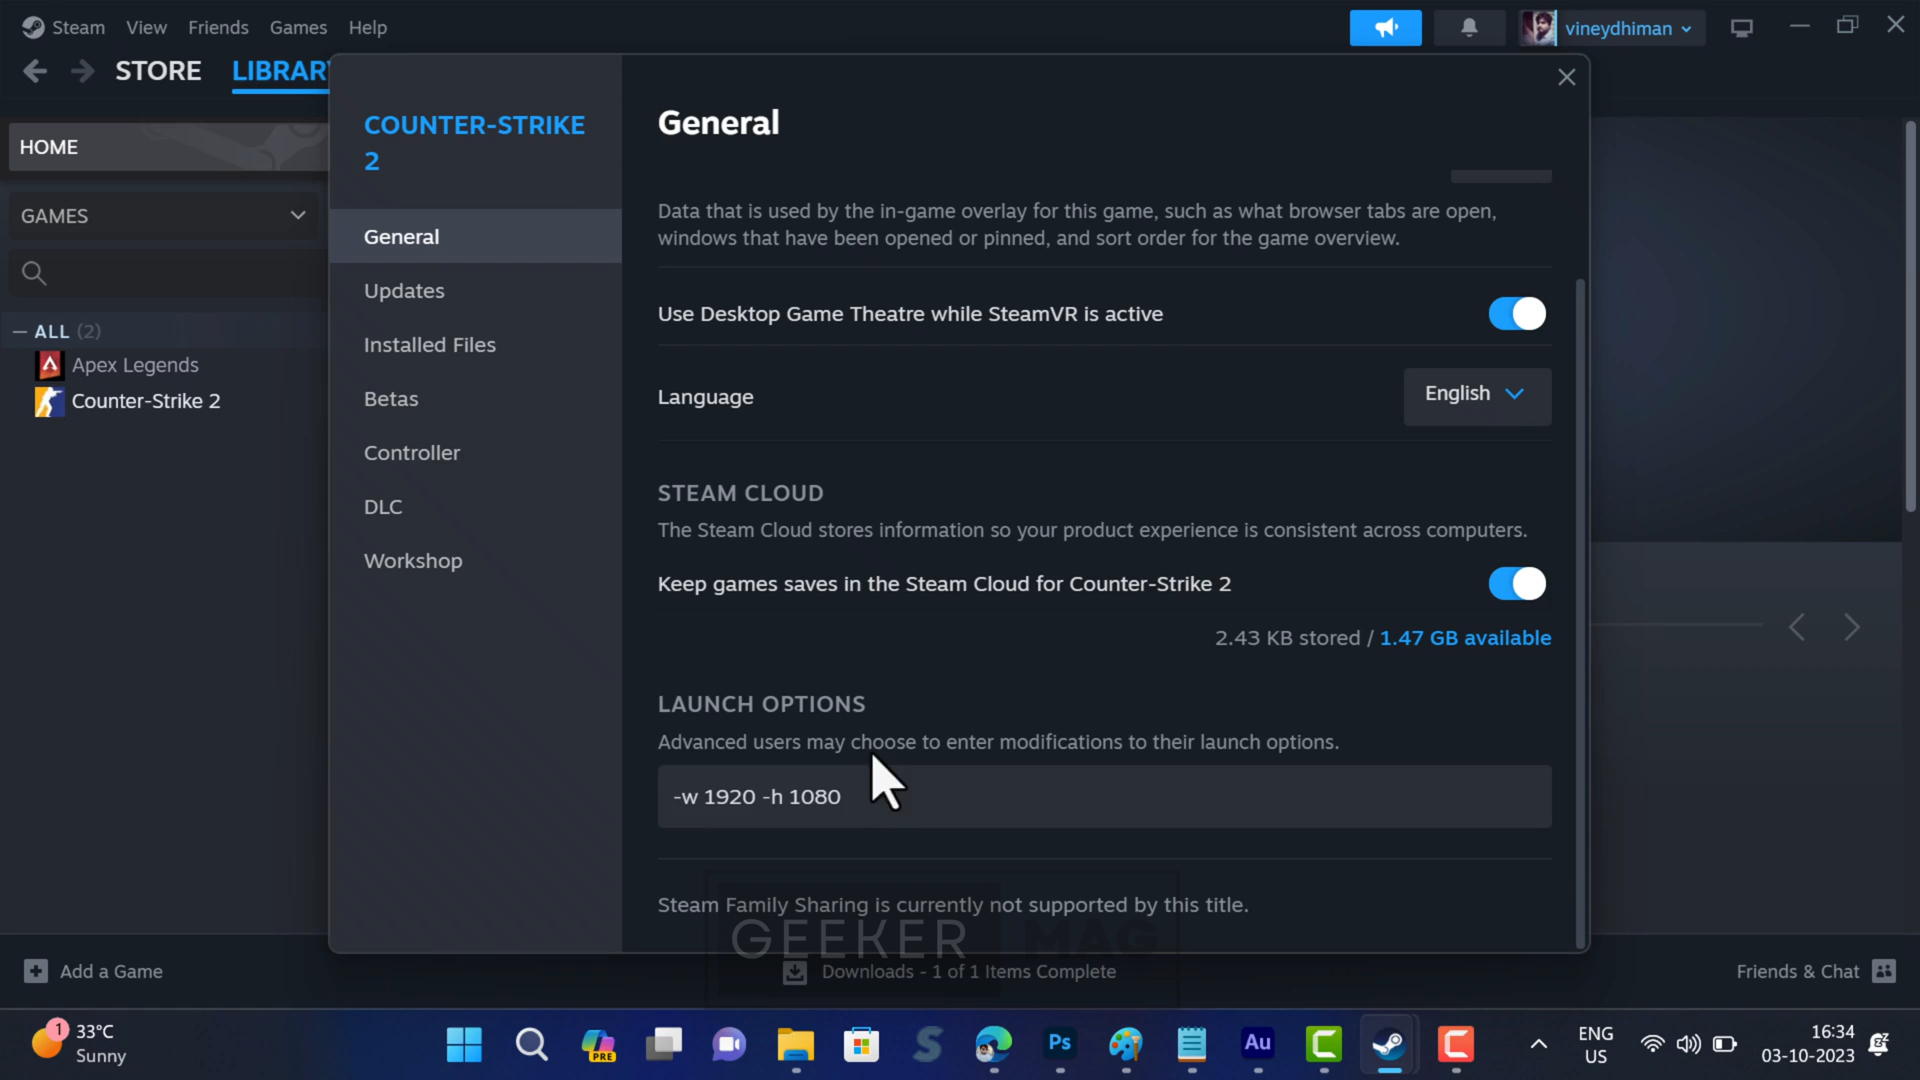 Steam View Friends Games Help
vineydhiman
STORE LIBRARY
HOME
GAMES
ALL (2)
Apex Legends
Counter-Strike 2
COUNTER-STRIKE
2
General
Updates
Installed Files
Betas
Controller
DLC
Workshop
General
Data that is used by the in-game overlay for this game, such as what browser tabs are open,
windows that have been opened or pinned, and sort order for the game overview.
Use Desktop Game Theatre while SteamVR is active
Language
English
STEAM CLOUD
The Steam Cloud stores information so your product experience is consistent across computers.
Keep games saves in the Steam Cloud for Counter-Strike 2
2.43 KB stored / 1.47 GB available
LAUNCH OPTIONS
Advanced users may choose to enter modifications to their launch options.
-w 1920 -h 1080
Steam Family Sharing is currently not supported by this title.
GEEKER MAG
Add a Game
Downloads - 1 of 1 Items Complete
Friends & Chat
1
33°C
Sunny
PRE
Ps
Au
ENG
US
16:34
03-10-2023